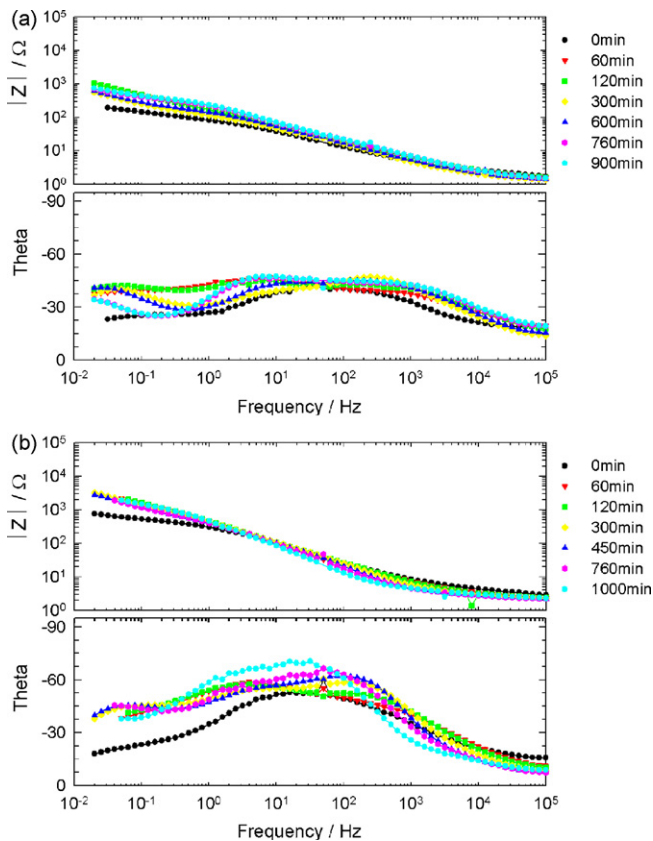 (a)
10^5
10^4
10^3
10^2
10^1
10^0
|Z| / Ω
0min
60min
120min
300min
600min
760min
900min
-90
-60
-30
0
Theta
10^-2 10^-1 10^0 10^1 10^2 10^3 10^4 10^5
Frequency / Hz
(b)
10^5
10^4
10^3
10^2
10^1
10^0
|Z| / Ω
0min
60min
120min
300min
450min
760min
1000min
-90
-60
-30
0
Theta
10^-2 10^-1 10^0 10^1 10^2 10^3 10^4 10^5
Frequency / Hz